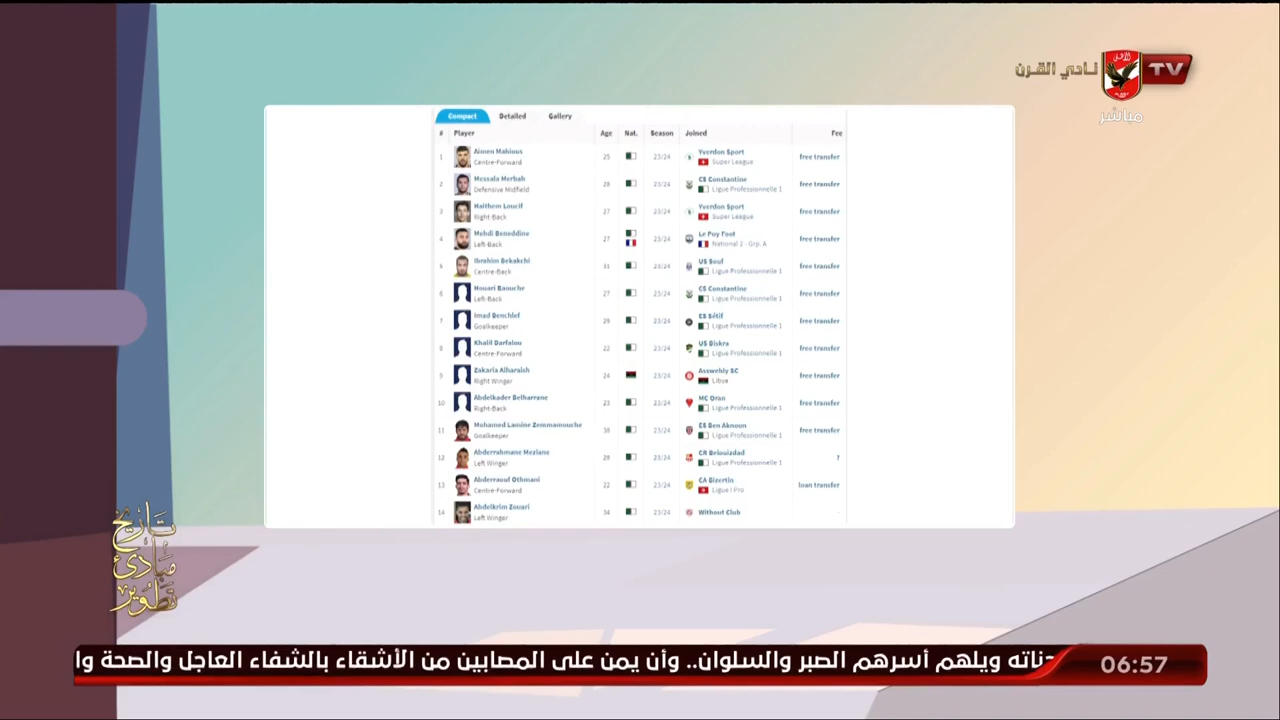 نادي القرن
TV
مباشر
Compact Detailed Gallery
# Player Age Nat. Season Joined Fee
1 Aimen Mahious 25 23/24 Yverdon Sport free transfer
Centre-Forward Super League
2 Messala Merbah 28 23/24 CS Constantine free transfer
Defensive Midfield Ligue Professionnelle 1
3 Haithem Loucif 27 23/24 Yverdon Sport free transfer
Right-Back Super League
4 Mehdi Beneddine 27 23/24 Le Puy Foot free transfer
Left-Back National 2 - Grp. A
5 Ibrahim Bekakchi 31 23/24 US Souf free transfer
Centre-Back Ligue Professionnelle 1
6 Houari Baouche 27 23/24 CS Constantine free transfer
Left-Back Ligue Professionnelle 1
7 Imad Benchlef 29 23/24 ES Sétif free transfer
Goalkeeper Ligue Professionnelle 1
8 Khalil Darfalou 22 23/24 US Biskra free transfer
Centre-Forward Ligue Professionnelle 1
9 Zakaria Alharaish 24 23/24 Asswehly SC free transfer
Right Winger Libya
10 Abdelkader Belharrane 23 23/24 MC Oran free transfer
Right-Back Ligue Professionnelle 1
11 Mohamed Lamine Zemmamouche 38 23/24 ES Ben Aknoun free transfer
Goalkeeper Ligue Professionnelle 1
12 Abderrahmane Meziane 29 23/24 CR Belouizdad ?
Left Winger Ligue Professionnelle 1
13 Abderraouf Othmani 22 23/24 CA Bizertin loan transfer
Centre-Forward Ligue I Pro
14 Abdelkrim Zouari 34 23/24 Without Club -
Left Winger
تاريخ
مبادئ
تطوير
جناته ويلهم أسرهم الصبر والسلوان.. وأن يمن على المصابين من الأشقاء بالشفاء العاجل والصحة وا
06:57